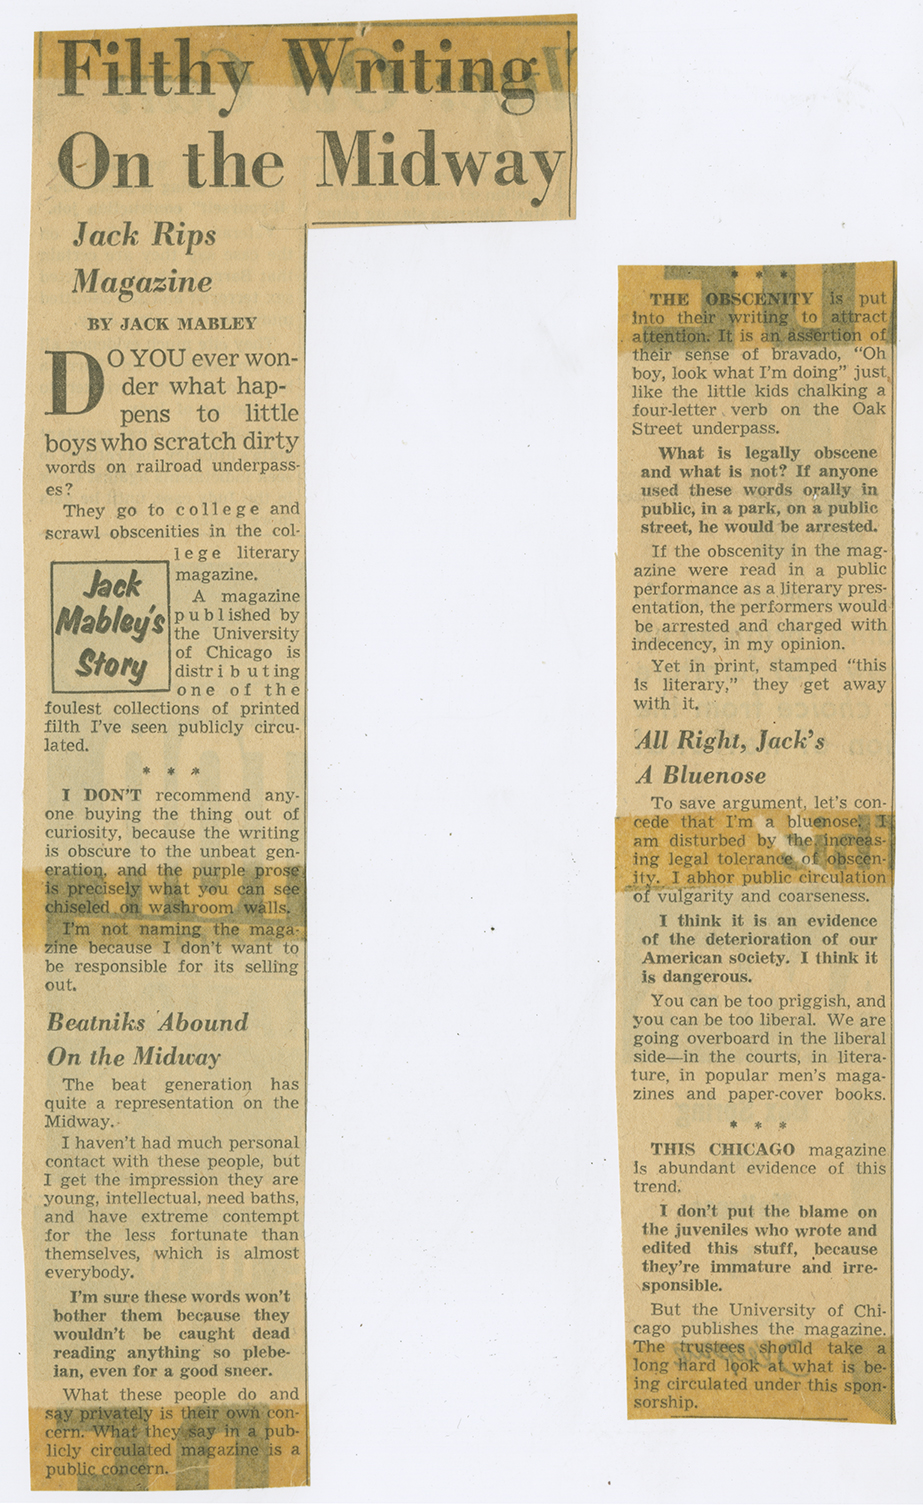 Filthy Writing
On the Midway
Jack Rips
Magazine
BY JACK MABLEY
DO YOU ever won-
der what hap-
pens to little
boys who scratch dirty
words on railroad underpass-
es?
They go to college and
scrawl obscenities in the col-
lege literary
magazine.
Jack
Mabley's
Story
A magazine
published by
the University
of Chicago is
distributing
one of the
foulest collections of printed
filth I've seen publicly circu-
lated.
* * *
I DON'T recommend any-
one buying the thing out of
curiosity, because the writing
is obscure to the unbeat gen-
eration, and the purple prose
is precisely what you can see
chiseled on washroom walls.
I'm not naming the maga-
zine because I don't want to
be responsible for its selling
out.
Beatniks Abound
On the Midway
The beat generation has
quite a representation on the
Midway.
I haven't had much personal
contact with these people, but
I get the impression they are
young, intellectual, need baths,
and have extreme contempt
for the less fortunate than
themselves, which is almost
everybody.
I'm sure these words won't
bother them because they
wouldn't be caught dead
reading anything so plebe-
ian, even for a good sneer.
What these people do and
say privately is their own con-
cern. What they say in a pub-
licly circulated magazine is a
public concern.
* * *
THE OBSCENITY is put
into their writing to attract
attention. It is an assertion of
their sense of bravado, "Oh
boy, look what I'm doing" just
like the little kids chalking a
four-letter verb on the Oak
Street underpass.
What is legally obscene
and what is not? If anyone
used these words orally in
public, in a park, on a public
street, he would be arrested.
If the obscenity in the mag-
azine were read in a public
performance as a literary pres-
entation, the performers would
be arrested and charged with
indecency, in my opinion.
Yet in print, stamped "this
is literary," they get away
with it.
All Right, Jack's
A Bluenose
To save argument, let's con-
cede that I'm a bluenose. I
am disturbed by the increas-
ing legal tolerance of obscen-
ity. I abhor public circulation
of vulgarity and coarseness.
I think it is an evidence
of the deterioration of our
American society. I think it
is dangerous.
You can be too priggish, and
you can be too liberal. We are
going overboard in the liberal
side—in the courts, in litera-
ture, in popular men's maga-
zines and paper-cover books.
* * *
THIS CHICAGO magazine
is abundant evidence of this
trend.
I don't put the blame on
the juveniles who wrote and
edited this stuff, because
they're immature and irre-
sponsible.
But the University of Chi-
cago publishes the magazine.
The trustees should take a
long hard look at what is be-
ing circulated under this spon-
sorship.